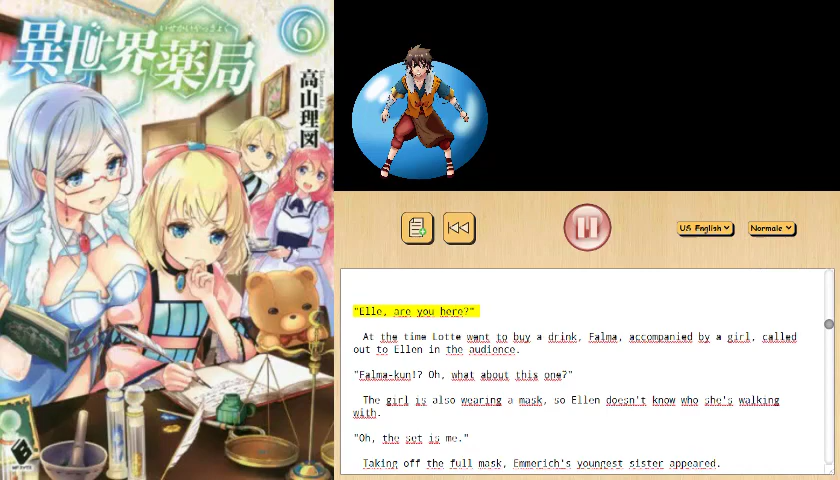 いせかいやっきょく
異世界薬局
6
高山理図
US English
Normale
"Elle, are you here?"
At the time Lotte want to buy a drink, Falma, accompanied by a girl, called
out to Ellen in the audience.
"Falma-kun!? Oh, what about this one?"
The girl is also wearing a mask, so Ellen doesn't know who she's walking
with.
"Oh, the set is me."
Taking off the full mask, Emmerich's youngest sister appeared.